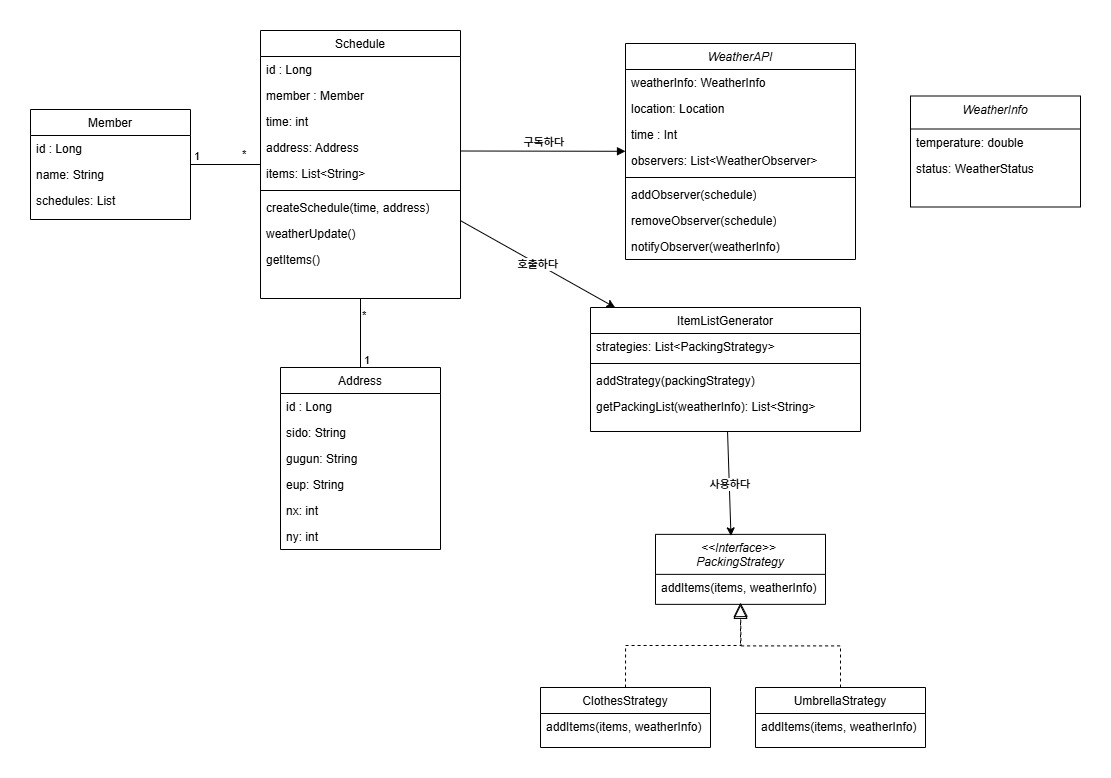 Schedule
id : Long
member : Member
time: int
address: Address
items: List<String>
createSchedule(time, address)
weatherUpdate()
getItems()
WeatherAPI
weatherInfo: WeatherInfo
location: Location
time : Int
observers: List<WeatherObserver>
addObserver(schedule)
removeObserver(schedule)
notifyObserver(weatherInfo)
WeatherInfo
temperature: double
status: WeatherStatus
Member
id : Long
name: String
schedules: List
1
*
구독하다
호출하다
*
1
Address
id : Long
sido: String
gugun: String
eup: String
nx: int
ny: int
ItemListGenerator
strategies: List<PackingStrategy>
addStrategy(packingStrategy)
getPackingList(weatherInfo): List<String>
사용하다
<<Interface>>
PackingStrategy
addItems(items, weatherInfo)
ClothesStrategy
addItems(items, weatherInfo)
UmbrellaStrategy
addItems(items, weatherInfo)